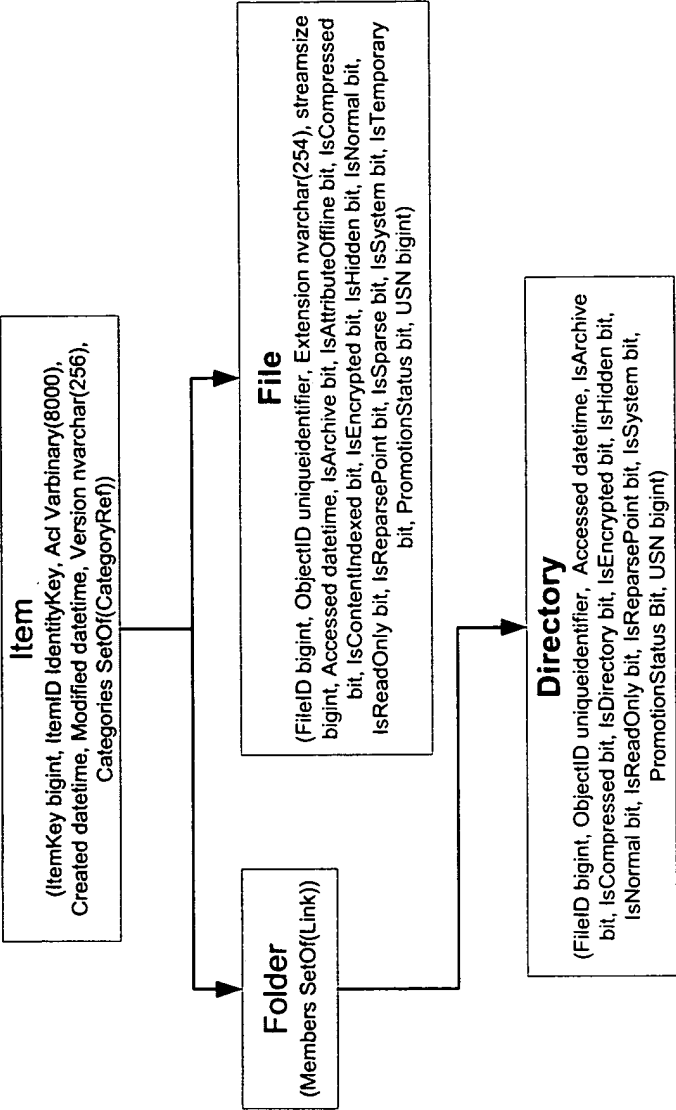 Item
(ItemKey bigint, ItemID IdentityKey, Acl Varbinary(8000),
Created datetime, Modified datetime, Version nvarchar(256),
Categories SetOf(CategoryRef))
Folder
(Members SetOf(Link))
File
(FileID bigint, ObjectID uniqueidentifier, Extension nvarchar(254), streamsize
bigint, Accessed datetime, IsArchive bit, IsAttributeOffline bit, IsCompressed
bit, IsContentIndexed bit, IsEncrypted bit, IsHidden bit, IsNormal bit,
IsReadOnly bit, IsReparsePoint bit, IsSparse bit, IsSystem bit, IsTemporary
bit, PromotionStatus bit, USN bigint)
Directory
(FileID bigint, ObjectID uniqueidentifier, Accessed datetime, IsArchive
bit, IsCompressed bit, IsDirectory bit, IsEncrypted bit, IsHidden bit,
IsNormal bit, IsReadOnly bit, IsReparsePoint bit, IsSystem bit,
PromotionStatus Bit, USN bigint)